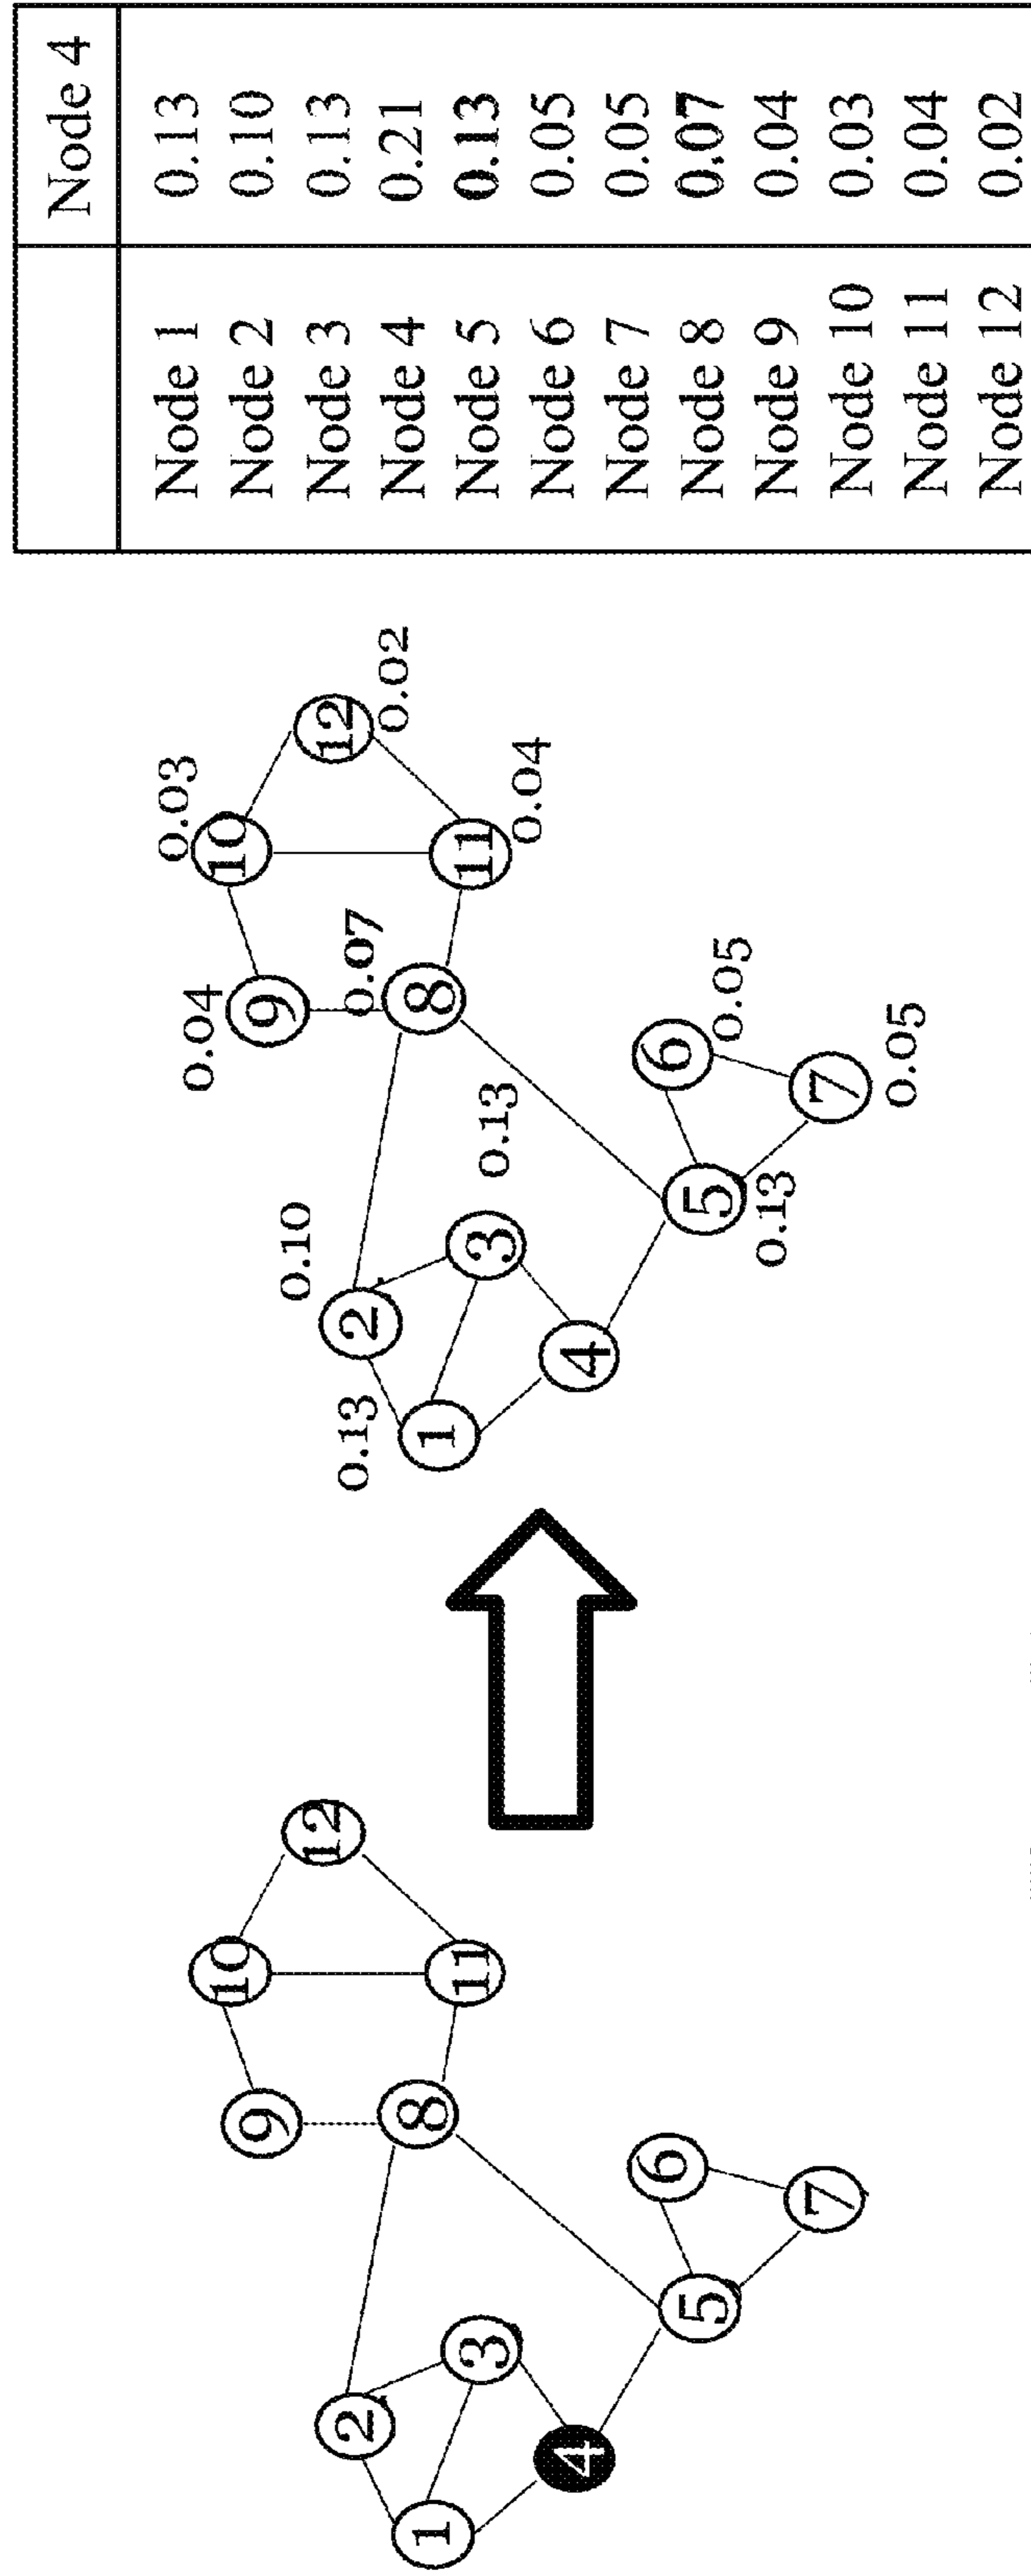 1
2
3
4
5
6
7
8
9
10
11
12
0.13
1
0.10
2
0.13
3
4
0.13
5
0.05
6
0.05
7
0.07
8
0.04
9
0.03
10
0.04
11
0.02
12
Node 4
Node 1 0.13
Node 2 0.10
Node 3 0.13
Node 4 0.21
Node 5 0.13
Node 6 0.05
Node 7 0.05
Node 8 0.07
Node 9 0.04
Node 10 0.03
Node 11 0.04
Node 12 0.02